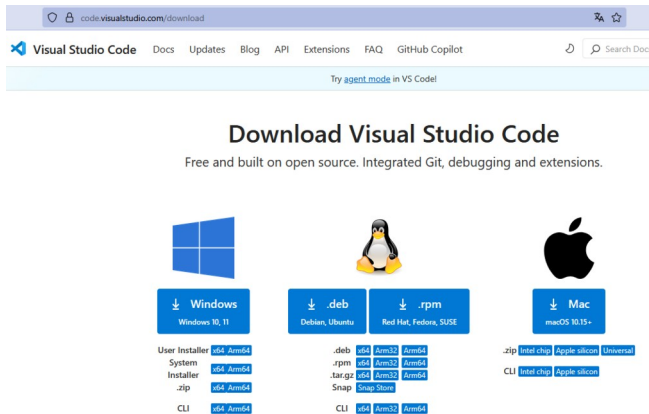 code.visualstudio.com/download
Visual Studio Code Docs Updates Blog API Extensions FAQ GitHub Copilot Search Doc
Try agent mode in VS Code!
Download Visual Studio Code
Free and built on open source. Integrated Git, debugging and extensions.
Windows
Windows 10, 11
User Installer x64 Arm64
System Installer x64 Arm64
.zip x64 Arm64
CLI x64 Arm64
.deb
Debian, Ubuntu
.rpm
Red Hat, Fedora, SUSE
.deb x64 Arm32 Arm64
.rpm x64 Arm32 Arm64
.tar.gz x64 Arm32 Arm64
Snap Snap Store
CLI x64 Arm32 Arm64
Mac
macOS 10.15+
.zip Intel chip Apple silicon Universal
CLI Intel chip Apple silicon